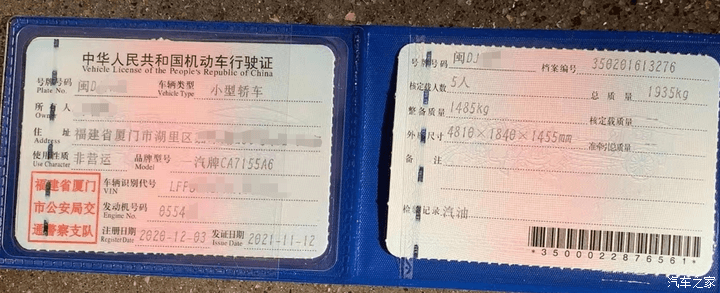 中华人民共和国机动车行驶证
Vehicle License of the People's Republic of China
号牌号码 闽D 车辆类型 小型轿车
Plate No. Vehicle Type
所有人
Owner
住址 福建省厦门市湖里区
Address
使用性质 非营运 品牌型号 汽牌CA7155A6
Use Character Model
福建省厦门
市公安局交
通警察支队
车辆识别代号 LFF
VIN
发动机号码 0554
Engine No.
注册日期 2020-12-03 发证日期 2021-11-12
Register Date Issue Date
号牌号码 闽DJ 档案编号 350201613276
核定载人数 5人 总质量 1935kg
整备质量 1485kg 核定载质量
外廓尺寸 4810×1840×1455mm 准牵引总质量
备注
检验记录 汽油
*3500022876561*
汽车之家